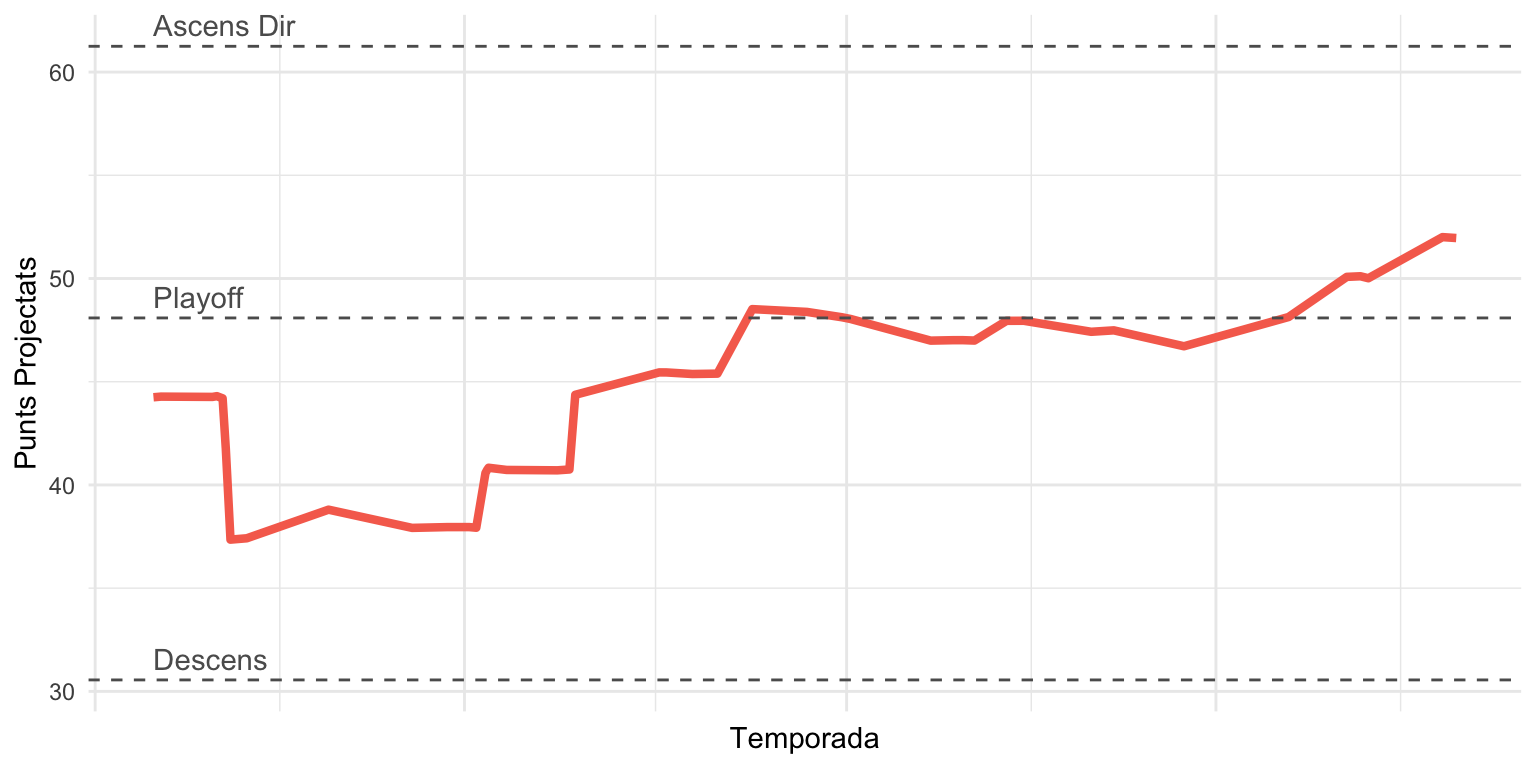 Ascens Dir
60
50
Playoff
40
Descens
30
Punts Projectats
Temporada